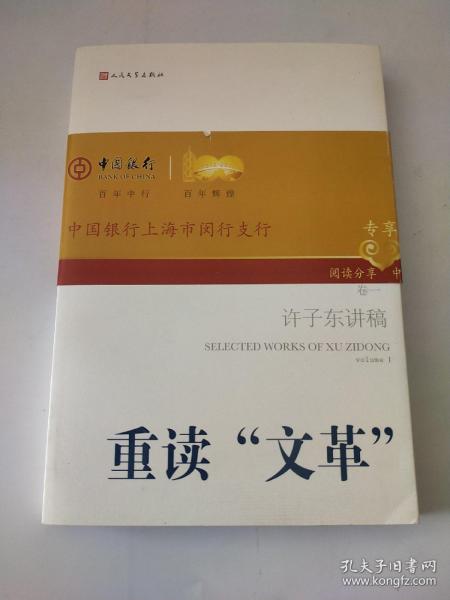 人民文学出版社
中国银行
BANK OF CHINA
百年中行 百年辉煌
中国银行上海市闵行支行
专享
阅读分享 中
卷一
许子东讲稿
SELECTED WORKS OF XU ZIDONG
重读“文革”
孔夫子旧书网
www.kongfz.com